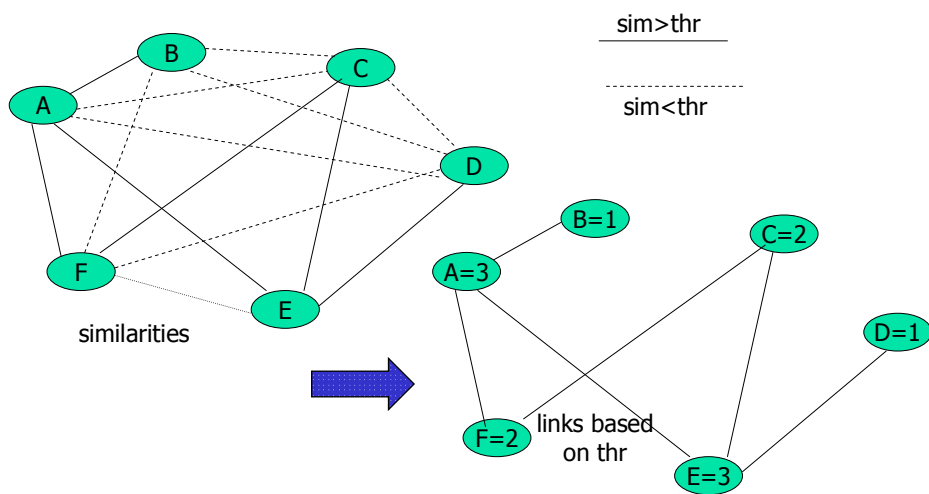 sim>thr
B
C
A
sim<thr
D
B=1
C=2
F
A=3
E
similarities
D=1
links based
F=2
on thr
E=3